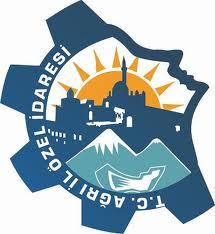 T.C. AĞRI İL ÖZEL İDARESİ